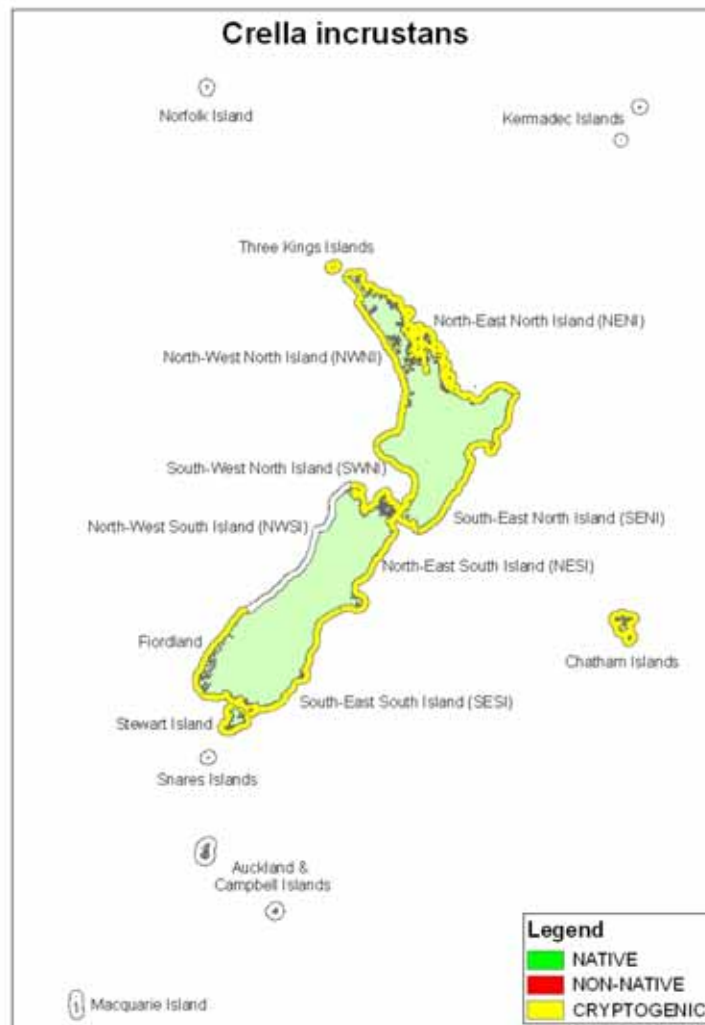 Crella incrustans
Norfolk Island
Kermadec Islands
Three Kings Islands
North-East North Island (NENI)
North-West North Island (NWNI)
South-West North Island (SWNI)
North-West South Island (NWSI)
South-East North Island (SENI)
North-East South Island (NESI)
Fiordland
Chatham Islands
South-East South Island (SESI)
Stewart Island
Snares Islands
Auckland &
Campbell Islands
Macquarie Island
Legend
NATIVE
NON-NATIVE
CRYPTOGENIC